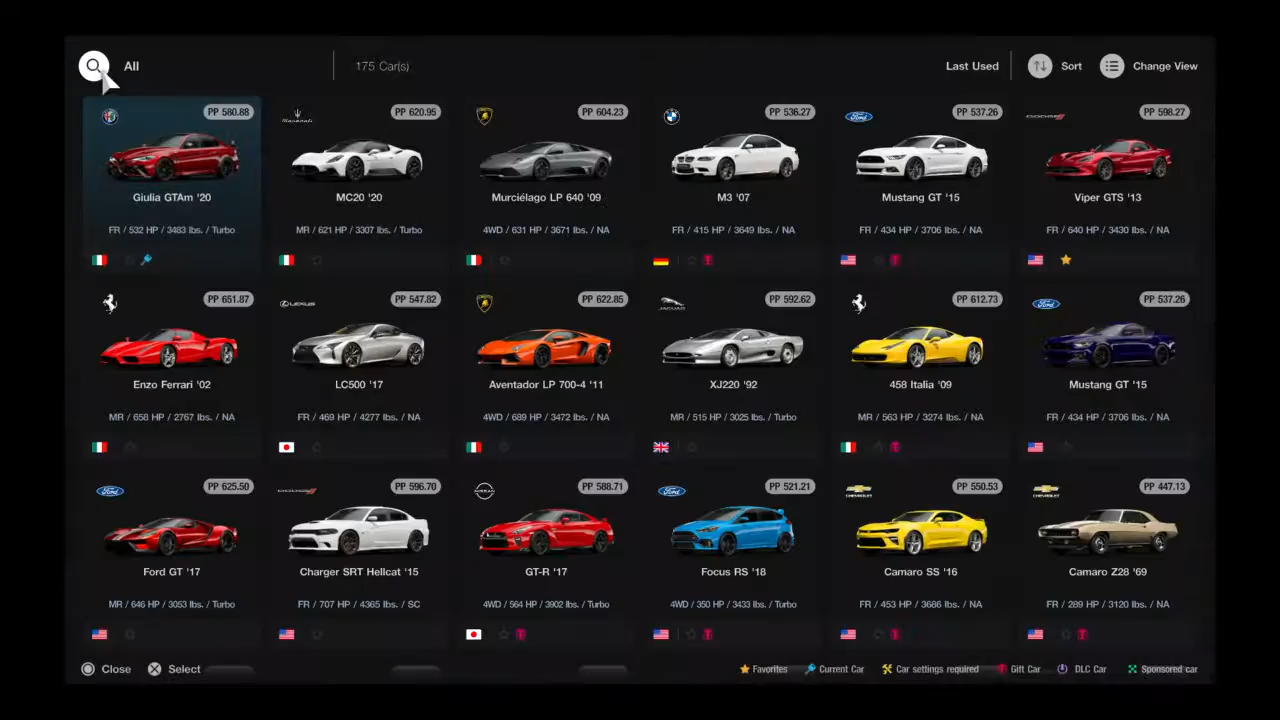 All
175 Car(s)
Last Used
Sort
Change View
PP 580.88
Giulia GTAm '20
FR / 532 HP / 3483 lbs. / Turbo
Maserati
PP 620.95
MC20 '20
MR / 621 HP / 3307 lbs. / Turbo
PP 604.23
Murciélago LP 640 '09
4WD / 631 HP / 3671 lbs. / NA
PP 536.27
M3 '07
FR / 415 HP / 3649 lbs. / NA
Ford
PP 537.26
Mustang GT '15
FR / 434 HP / 3706 lbs. / NA
DODGE
PP 598.27
Viper GTS '13
FR / 640 HP / 3430 lbs. / NA
PP 651.87
Enzo Ferrari '02
MR / 658 HP / 2767 lbs. / NA
LEXUS
PP 547.82
LC500 '17
FR / 469 HP / 4277 lbs. / NA
PP 622.85
Aventador LP 700-4 '11
4WD / 689 HP / 3472 lbs. / NA
JAGUAR
PP 592.62
XJ220 '92
MR / 515 HP / 3025 lbs. / Turbo
PP 612.73
458 Italia '09
MR / 563 HP / 3274 lbs. / NA
Ford
PP 537.26
Mustang GT '15
FR / 434 HP / 3706 lbs. / NA
Ford
PP 625.50
Ford GT '17
MR / 646 HP / 3053 lbs. / Turbo
DODGE
PP 596.70
Charger SRT Hellcat '15
FR / 707 HP / 4365 lbs. / SC
NISSAN
PP 588.71
GT-R '17
4WD / 564 HP / 3902 lbs. / Turbo
Ford
PP 521.21
Focus RS '18
4WD / 350 HP / 3433 lbs. / Turbo
CHEVROLET
PP 550.53
Camaro SS '16
FR / 453 HP / 3686 lbs. / NA
CHEVROLET
PP 447.13
Camaro Z28 '69
FR / 289 HP / 3120 lbs. / NA
Close
Select
Favorites
Current Car
Car settings required
Gift Car
DLC Car
Sponsored car